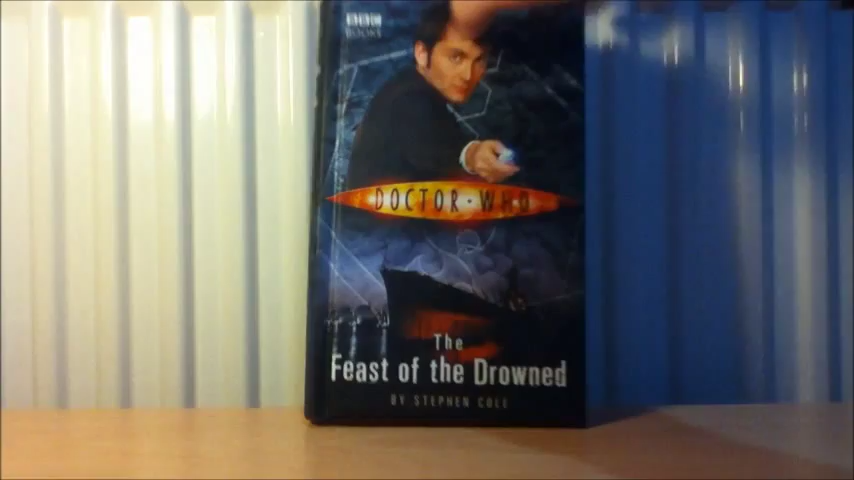 BBC
BOOKS
DOCTOR · WHO
The
Feast of the Drowned
BY STEPHEN COLE